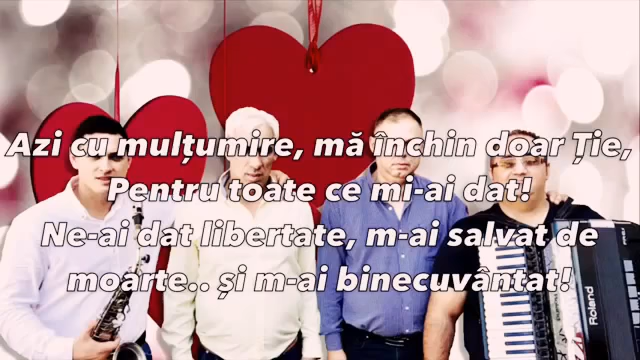 Azi cu mulțumire, mă închin doar Ție,
Pentru toate ce mi-ai dat!
Ne-ai dat libertate, m-ai salvat de
moarte.. și m-ai binecuvântat!
Roland